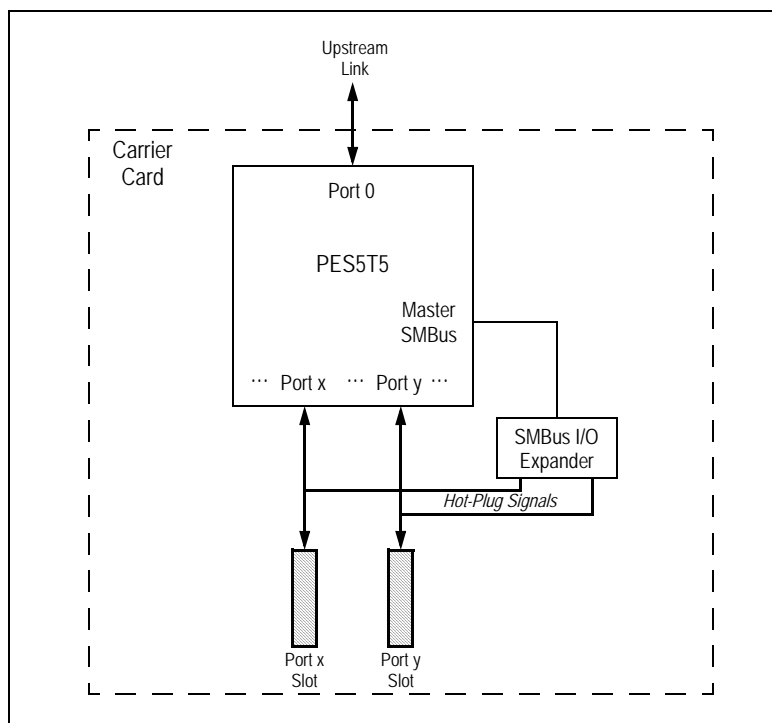 Upstream
Link
Carrier
Card
Port 0
PES5T5
Master
SMBus
··· Port x ··· Port y ···
SMBus I/O
Expander
Hot-Plug Signals
Port x
Slot
Port y
Slot